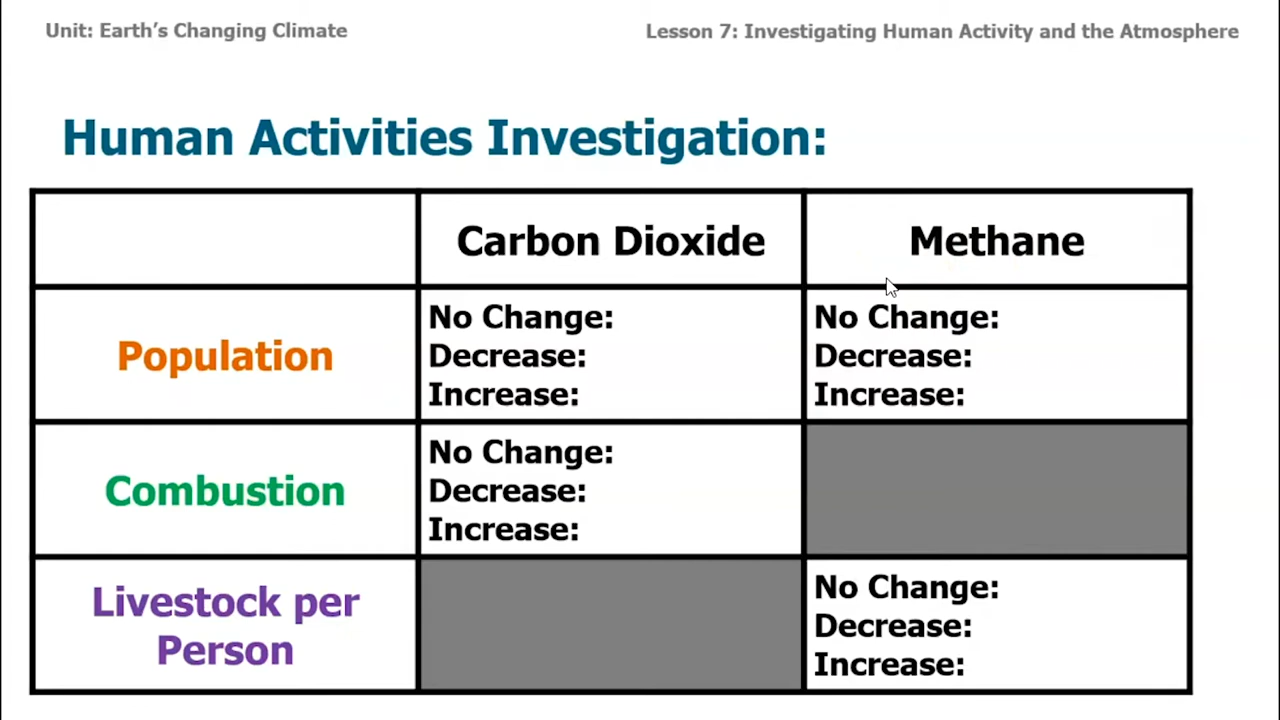 Unit: Earth's Changing Climate
Lesson 7: Investigating Human Activity and the Atmosphere
Human Activities Investigation:
Carbon Dioxide
Methane
Population
No Change:
Decrease:
Increase:
No Change:
Decrease:
Increase:
Combustion
No Change:
Decrease:
Increase:
Livestock per
Person
No Change:
Decrease:
Increase: